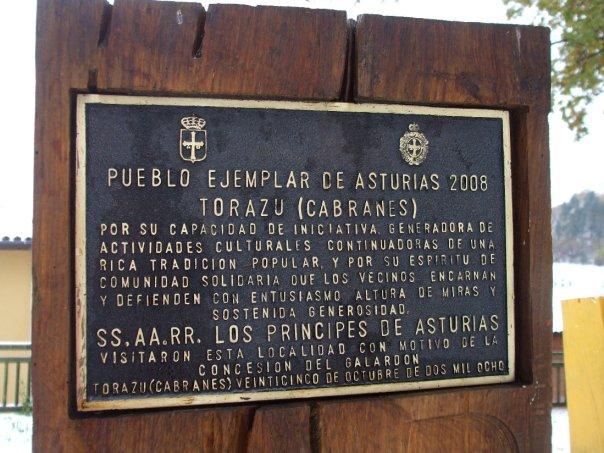 PUEBLO EJEMPLAR DE ASTURIAS 2008
TORAZU (CABRANES)
POR SU CAPACIDAD DE INICIATIVA, GENERADORA DE
ACTIVIDADES CULTURALES CONTINUADORAS DE UNA
RICA TRADICION POPULAR, Y POR SU ESPIRITU DE
COMUNIDAD SOLIDARIA QUE LOS VECINOS ENCARNAN
Y DEFIENDEN CON ENTUSIASMO ALTURA DE MIRAS Y
SOSTENIDA GENEROSIDAD.
SS.AA.RR. LOS PRINCIPES DE ASTURIAS
VISITARON ESTA LOCALIDAD CON MOTIVO DE LA
CONCESION DEL GALARDON
TORAZU(CABRANES) VEINTICINCO DE OCTUBRE DE DOS MIL OCHO